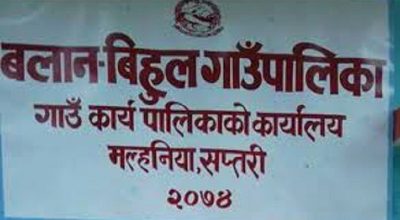 बलान-बिहुल गाउँपालिका
गाउँ कार्य पालिकाको कार्यालय
मल्हनिया, सप्तरी
२०७४